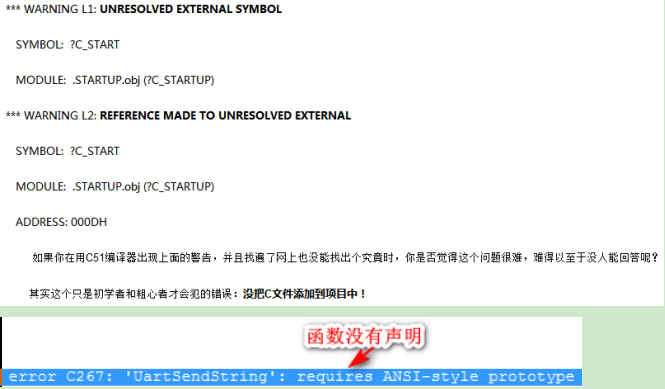 *** WARNING L1: UNRESOLVED EXTERNAL SYMBOL
SYMBOL: ?C_START
MODULE: .STARTUP.obj (?C_STARTUP)
*** WARNING L2: REFERENCE MADE TO UNRESOLVED EXTERNAL
SYMBOL: ?C_START
MODULE: .STARTUP.obj (?C_STARTUP)
ADDRESS: 000DH
如果你在用C51编译器出现上面的警告，并且找遍了网上也没能找出个究竟时，你是否觉得这个问题很难，难得以至于没人能回答呢？
其实这个只是初学者和粗心者才会犯的错误：没把C文件添加到项目中！
函数没有声明
error C267: 'UartSendString': requires ANSI-style prototype